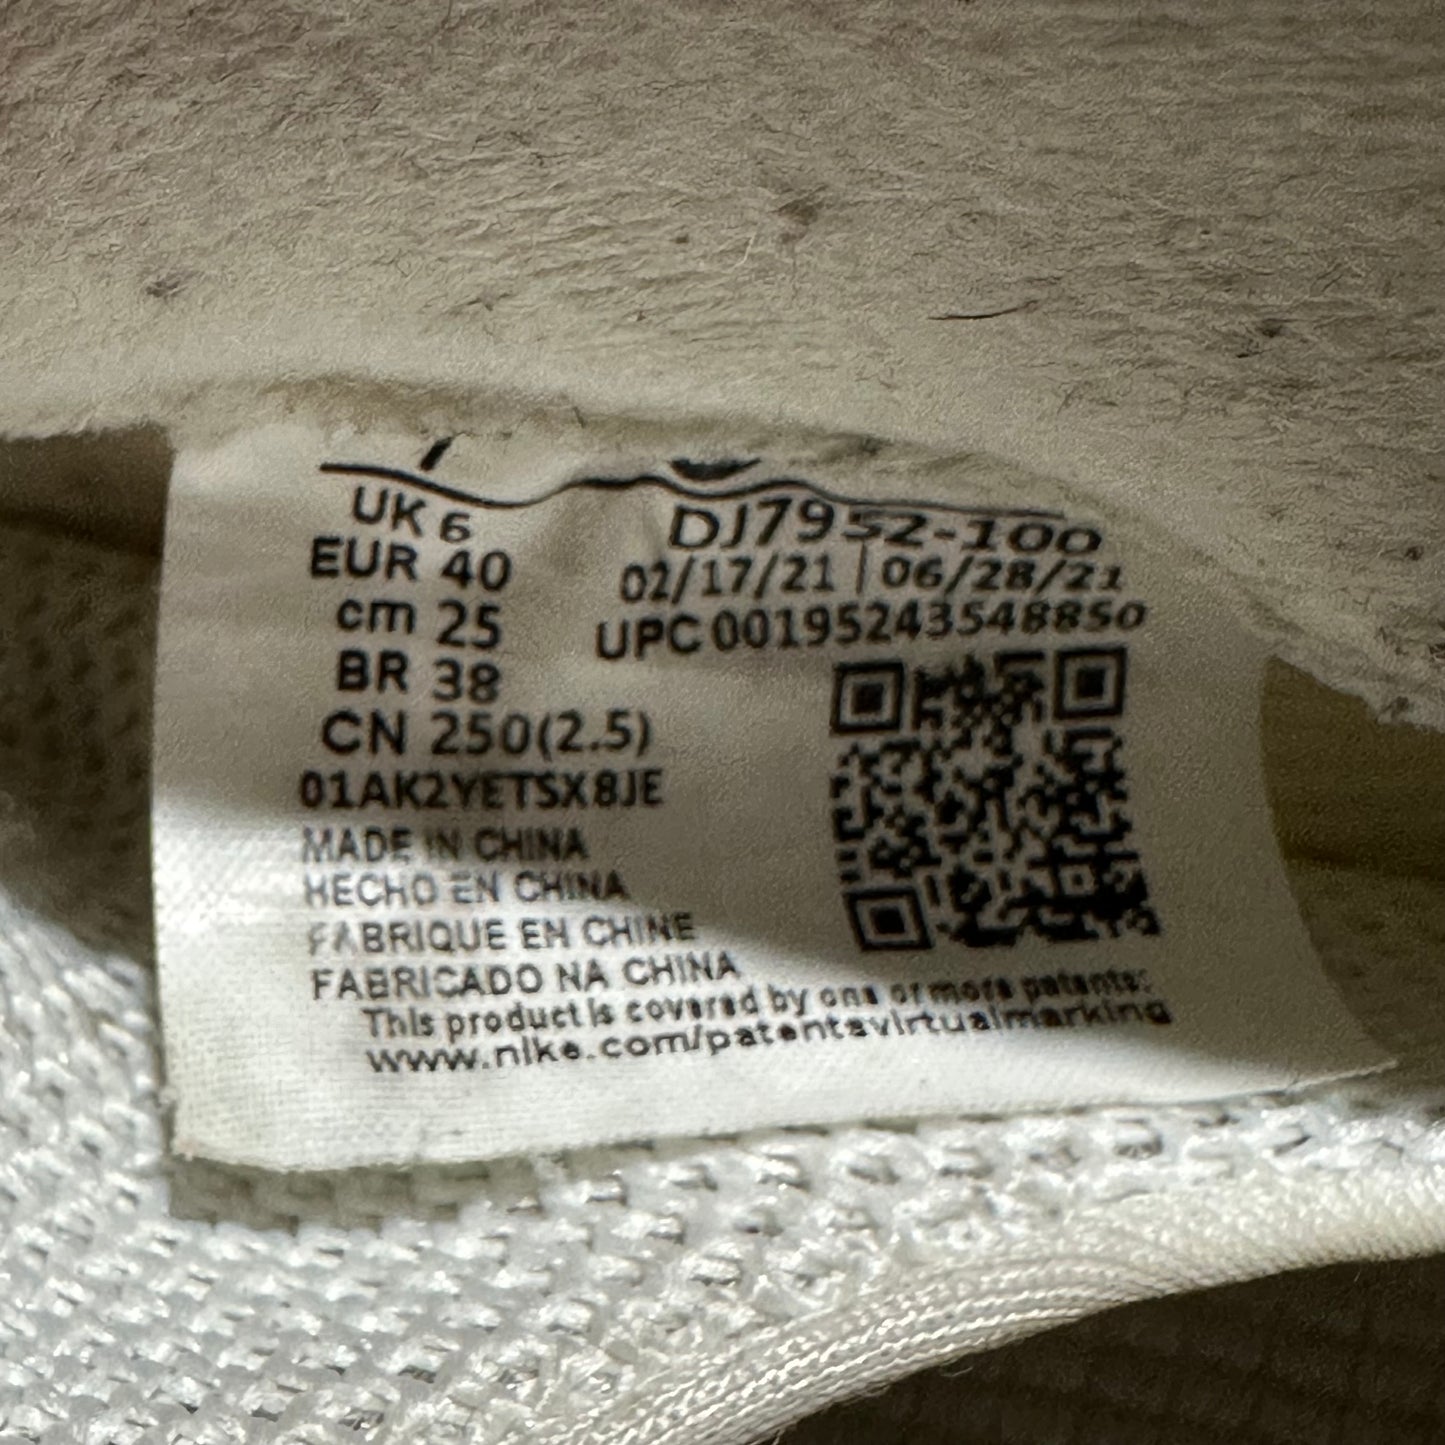 UK 6
EUR 40
cm 25
BR 38
CN 250(2.5)
01AK2YETSX8JE
DJ7952-100
02/17/21 | 06/28/21
UPC 00195243548850
MADE IN CHINA
HECHO EN CHINA
FABRIQUE EN CHINE
FABRICADO NA CHINA
This product is covered by one or more patents:
www.nike.com/patentsvirtualmarking